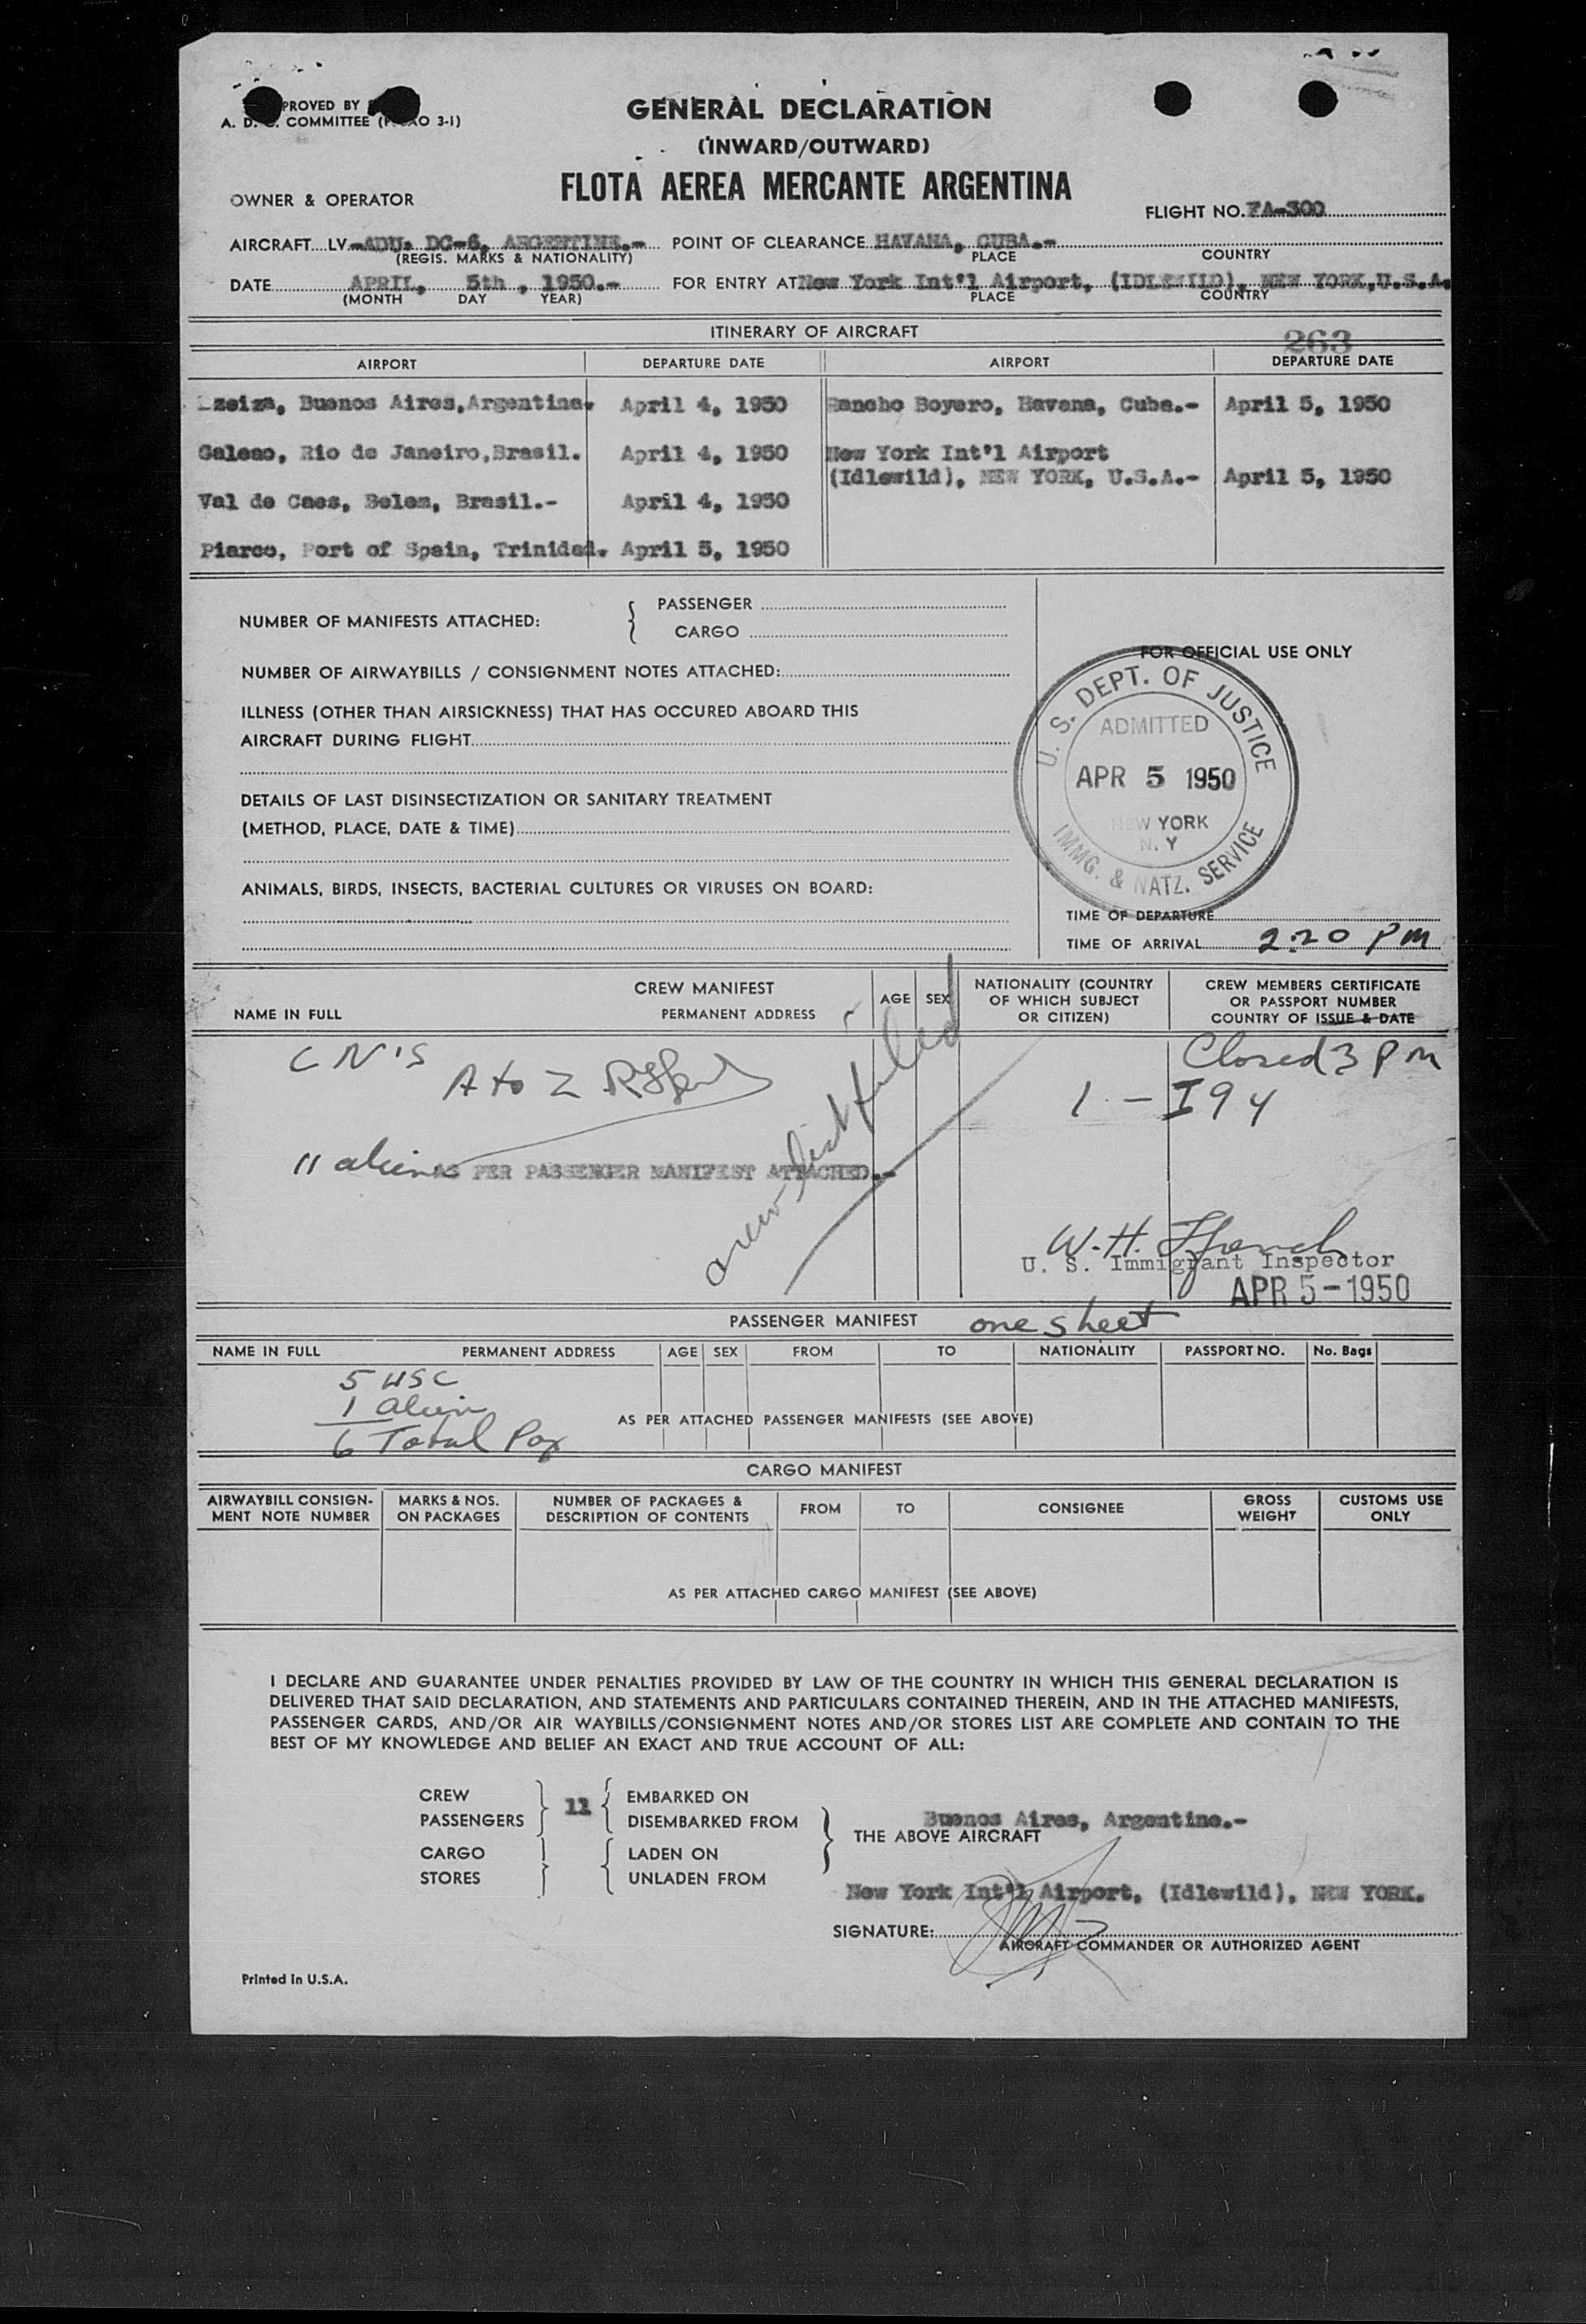 GENERAL DECLARATION
(INWARD/OUTWARD)
FLOTA AEREA MERCANTE ARGENTINA
PROVED BY
A. D. COMMITTEE ( AO 3-1)
OWNER & OPERATOR
FLIGHT NO. FA-300
AIRCRAFT LV-ADU. DC-6, ARGENTINE.- POINT OF CLEARANCE HAVANA, CUBA.-
(REGIS. MARKS & NATIONALITY) PLACE COUNTRY
DATE APRIL, 5th, 1950.- FOR ENTRY AT New York Int'l Airport, (IDLEWILD), NEW YORK,U.S.A.
(MONTH DAY YEAR) PLACE COUNTRY
ITINERARY OF AIRCRAFT
263
AIRPORT DEPARTURE DATE AIRPORT DEPARTURE DATE
Ezeiza, Buenos Aires,Argentina. April 4, 1950 Rancho Boyero, Havana, Cuba.- April 5, 1950
Galeao, Rio de Janeiro,Brasil. April 4, 1950 New York Int'l Airport
(Idlewild), NEW YORK, U.S.A.- April 5, 1950
Val de Caes, Belem, Brasil.- April 4, 1950
Piarco, Port of Spain, Trinidad. April 5, 1950
NUMBER OF MANIFESTS ATTACHED: PASSENGER
CARGO
FOR OFFICIAL USE ONLY
NUMBER OF AIRWAYBILLS / CONSIGNMENT NOTES ATTACHED:
ILLNESS (OTHER THAN AIRSICKNESS) THAT HAS OCCURED ABOARD THIS
AIRCRAFT DURING FLIGHT
DETAILS OF LAST DISINSECTIZATION OR SANITARY TREATMENT
(METHOD, PLACE, DATE & TIME)
ANIMALS, BIRDS, INSECTS, BACTERIAL CULTURES OR VIRUSES ON BOARD:
U. S. DEPT. OF JUSTICE
ADMITTED
APR 5 1950
NEW YORK
N. Y
IMMG. & NATZ. SERVICE
TIME OF DEPARTURE
TIME OF ARRIVAL 2:20 PM
CREW MANIFEST
NAME IN FULL PERMANENT ADDRESS AGE SEX
NATIONALITY (COUNTRY
OF WHICH SUBJECT
OR CITIZEN)
CREW MEMBERS CERTIFICATE
OR PASSPORT NUMBER
COUNTRY OF ISSUE & DATE
CN'S
A to Z
Closed 3 PM
1 - I94
11 aliens
AS PER PASSENGER MANIFEST ATTACHED.-
crew list filed
W. H. Ffrench
U. S. Immigrant Inspector
APR 5-1950
PASSENGER MANIFEST one sheet
NAME IN FULL PERMANENT ADDRESS AGE SEX FROM TO NATIONALITY PASSPORT NO. No. Bags
5 USC
1 alien
6 Total Pax
AS PER ATTACHED PASSENGER MANIFESTS (SEE ABOVE)
CARGO MANIFEST
AIRWAYBILL CONSIGN-
MENT NOTE NUMBER
MARKS & NOS.
ON PACKAGES
NUMBER OF PACKAGES &
DESCRIPTION OF CONTENTS
FROM TO CONSIGNEE
GROSS
WEIGHT
CUSTOMS USE
ONLY
AS PER ATTACHED CARGO MANIFEST (SEE ABOVE)
I DECLARE AND GUARANTEE UNDER PENALTIES PROVIDED BY LAW OF THE COUNTRY IN WHICH THIS GENERAL DECLARATION IS
DELIVERED THAT SAID DECLARATION, AND STATEMENTS AND PARTICULARS CONTAINED THEREIN, AND IN THE ATTACHED MANIFESTS,
PASSENGER CARDS, AND/OR AIR WAYBILLS/CONSIGNMENT NOTES AND/OR STORES LIST ARE COMPLETE AND CONTAIN TO THE
BEST OF MY KNOWLEDGE AND BELIEF AN EXACT AND TRUE ACCOUNT OF ALL:
CREW
PASSENGERS 11
EMBARKED ON
DISEMBARKED FROM
CARGO
STORES
LADEN ON
UNLADEN FROM
Buenos Aires, Argentine.-
THE ABOVE AIRCRAFT
New York Int'l Airport, (Idlewild), NEW YORK.
SIGNATURE:
AIRCRAFT COMMANDER OR AUTHORIZED AGENT
Printed in U.S.A.